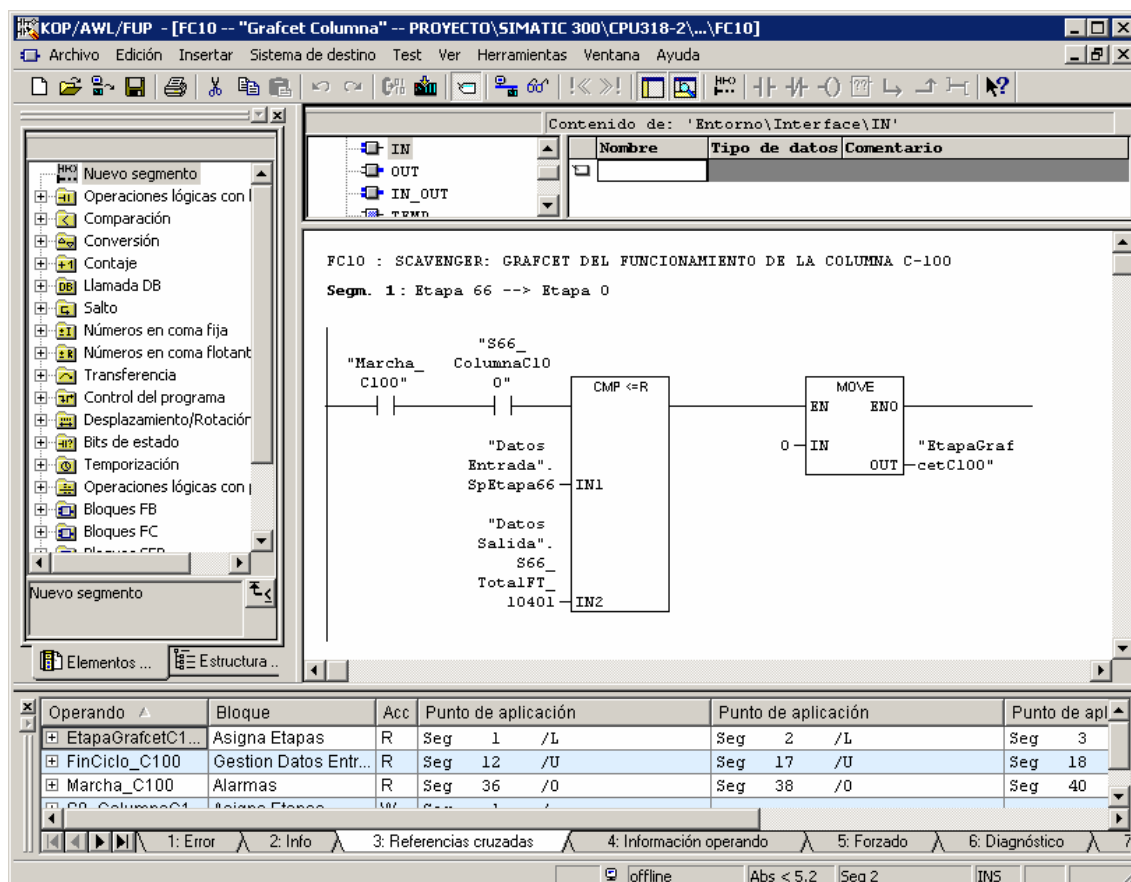 KOP/AWL/FUP - [FC10 -- "Grafcet Columna" -- PROYECTO\SIMATIC 300\CPU318-2\...\FC10]
Archivo Edición Insertar Sistema de destino Test Ver Herramientas Ventana Ayuda
Contenido de: 'Entorno\Interface\IN'
IN
OUT
IN_OUT
TEMP
Nombre Tipo de datos Comentario
Nuevo segmento
Operaciones lógicas con
Comparación
Conversión
Contaje
Llamada DB
Salto
Números en coma fija
Números en coma flotant
Transferencia
Control del programa
Desplazamiento/Rotación
Bits de estado
Temporización
Operaciones lógicas con
Bloques FB
Bloques FC
Nuevo segmento
Elementos ...
Estructura ..
FC10 : SCAVENGER: GRAFCET DEL FUNCIONAMIENTO DE LA COLUMNA C-100
Segm. 1: Etapa 66 --> Etapa 0
"Marcha_
C100"
"S66_
ColumnaC10
0"
CMP <=R
"Datos
Entrada".
SpEtapa66
IN1
"Datos
Salida".
S66_
TotalFT_
10401
IN2
MOVE
EN ENO
0
IN
OUT
"EtapaGraf
cetC100"
Operando Bloque Acc Punto de aplicación Punto de aplicación Punto de apl
EtapaGrafcetC1... Asigna Etapas R Seg 1 /L Seg 2 /L Seg 3
FinCiclo_C100 Gestion Datos Entr... R Seg 12 /U Seg 17 /U Seg 18
Marcha_C100 Alarmas R Seg 36 /O Seg 38 /O Seg 40
1: Error 2: Info 3: Referencias cruzadas 4: Información operando 5: Forzado 6: Diagnóstico 7
offline Abs < 5.2 Seg 2 INS